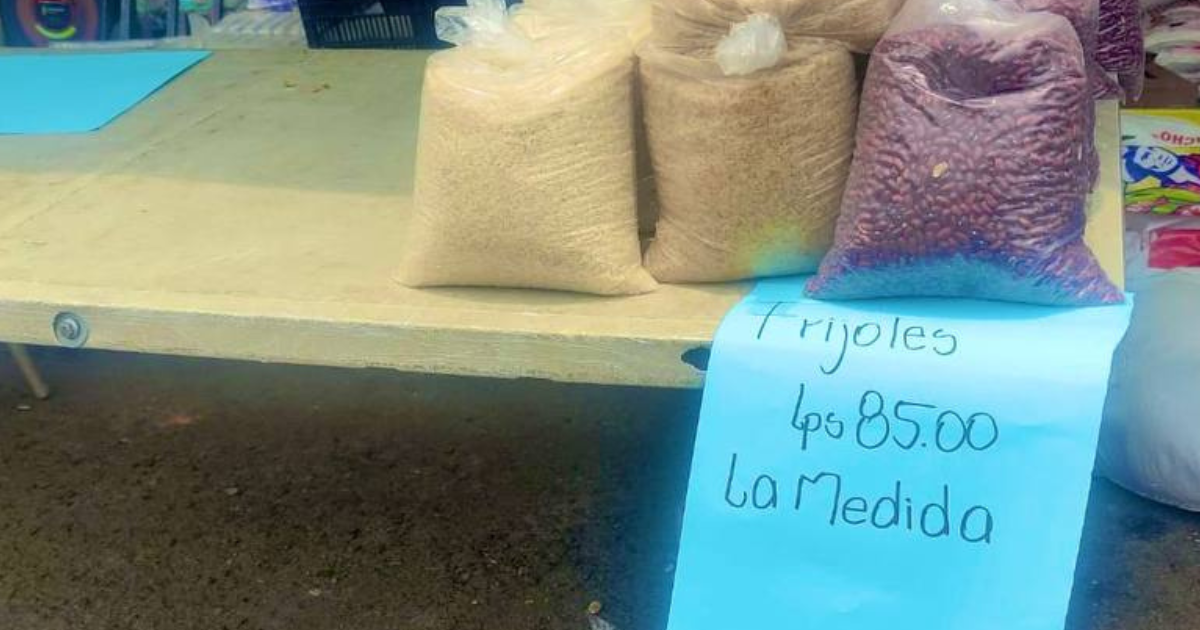 Frijoles
Lps 85.00
La Medida